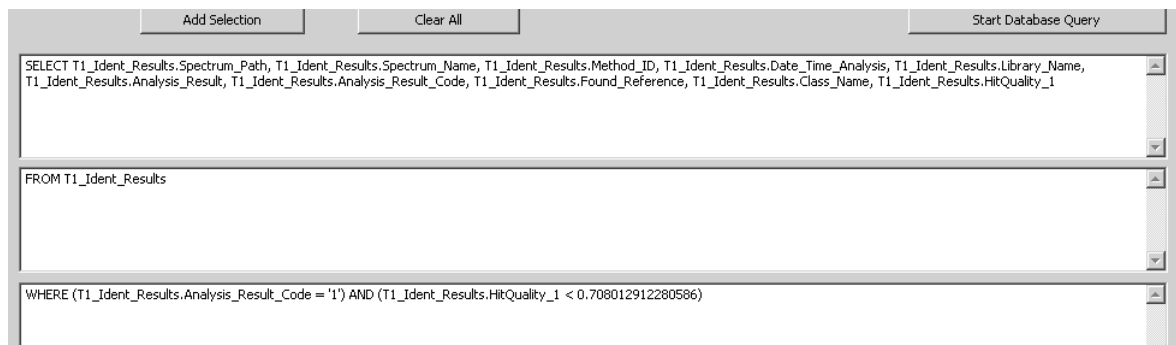 Add Selection Clear All Start Database Query
SELECT T1_Ident_Results.Spectrum_Path, T1_Ident_Results.Spectrum_Name, T1_Ident_Results.Method_ID, T1_Ident_Results.Date_Time_Analysis, T1_Ident_Results.Library_Name,
T1_Ident_Results.Analysis_Result, T1_Ident_Results.Analysis_Result_Code, T1_Ident_Results.Found_Reference, T1_Ident_Results.Class_Name, T1_Ident_Results.HitQuality_1
FROM T1_Ident_Results
WHERE (T1_Ident_Results.Analysis_Result_Code = '1') AND (T1_Ident_Results.HitQuality_1 < 0.708012912280586)